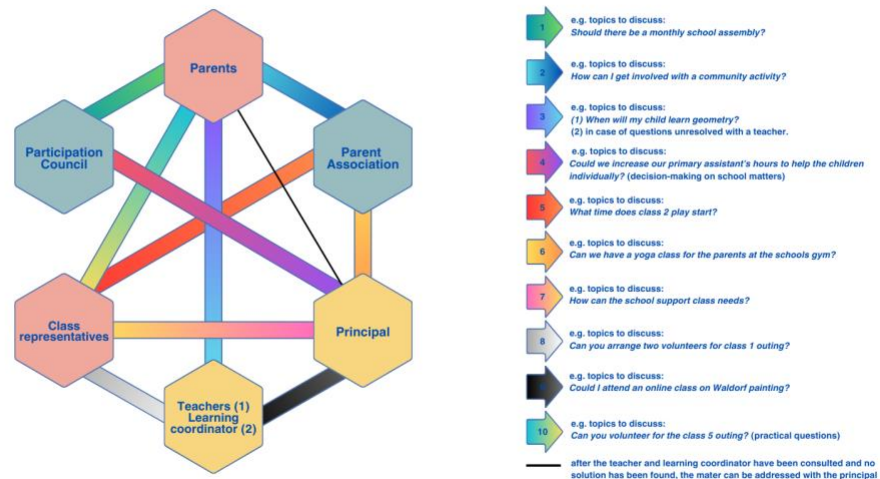 Parents
Participation
Council
Parent
Association
Class
representatives
Principal
Teachers (1)
Learning
coordinator (2)
1
e.g. topics to discuss:
Should there be a monthly school assembly?
2
e.g. topics to discuss:
How can I get involved with a community activity?
3
e.g. topics to discuss:
(1) When will my child learn geometry?
(2) in case of questions unresolved with a teacher.
4
e.g. topics to discuss:
Could we increase our primary assistant's hours to help the children
individually? (decision-making on school matters)
5
e.g. topics to discuss:
What time does class 2 play start?
6
e.g. topics to discuss:
Can we have a yoga class for the parents at the schools gym?
7
e.g. topics to discuss:
How can the school support class needs?
8
e.g. topics to discuss:
Can you arrange two volunteers for class 1 outing?
9
e.g. topics to discuss:
Could I attend an online class on Waldorf painting?
10
e.g. topics to discuss:
Can you volunteer for the class 5 outing? (practical questions)
after the teacher and learning coordinator have been consulted and no
solution has been found, the mater can be addressed with the principal